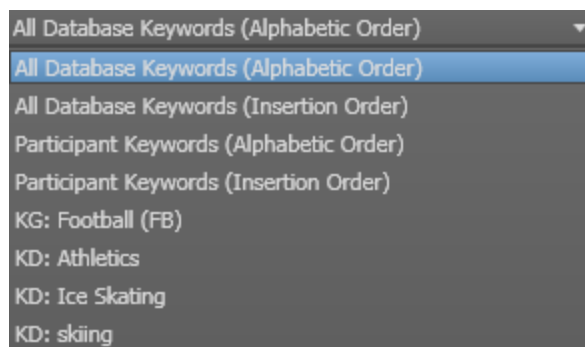 All Database Keywords (Alphabetic Order)
All Database Keywords (Alphabetic Order)
All Database Keywords (Insertion Order)
Participant Keywords (Alphabetic Order)
Participant Keywords (Insertion Order)
KG: Football (FB)
KD: Athletics
KD: Ice Skating
KD: skiing